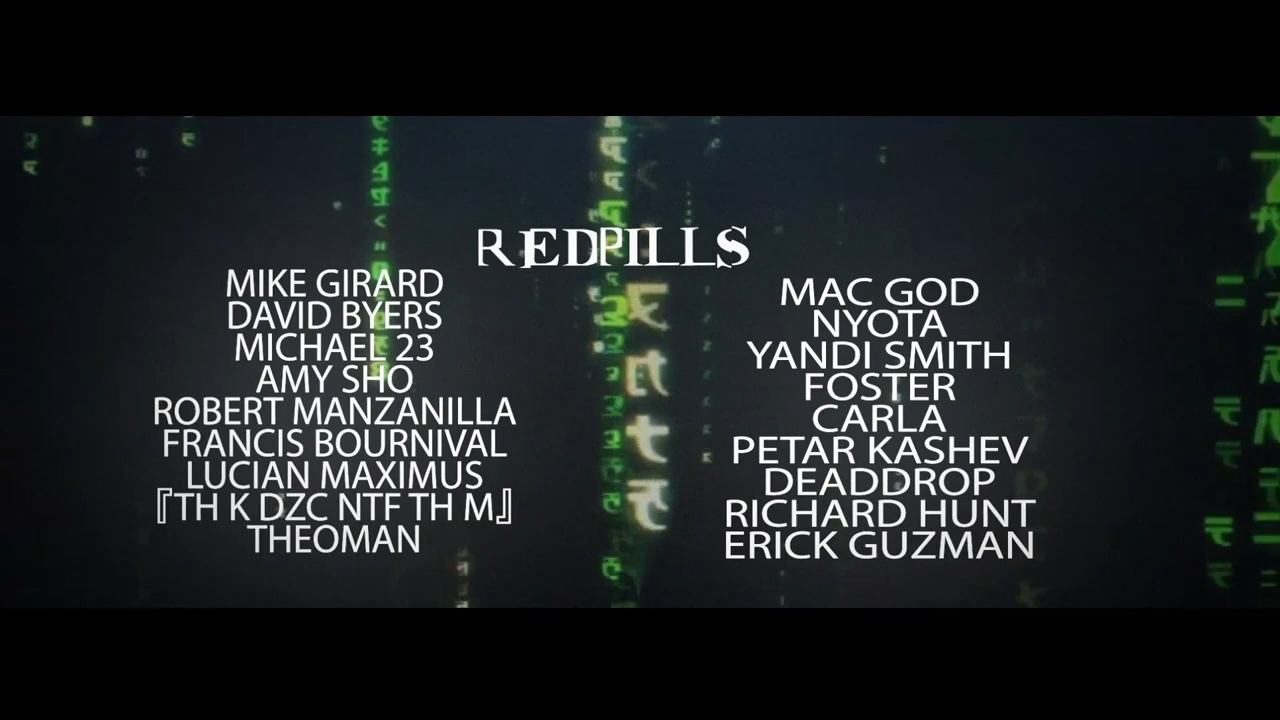 REDPILLS
MIKE GIRARD
DAVID BYERS
MICHAEL 23
AMY SHO
ROBERT MANZANILLA
FRANCIS BOURNIVAL
LUCIAN MAXIMUS
『TH K DZC NTF TH M』
THEOMAN
MAC GOD
NYOTA
YANDI SMITH
FOSTER
CARLA
PETAR KASHEV
DEADDROP
RICHARD HUNT
ERICK GUZMAN